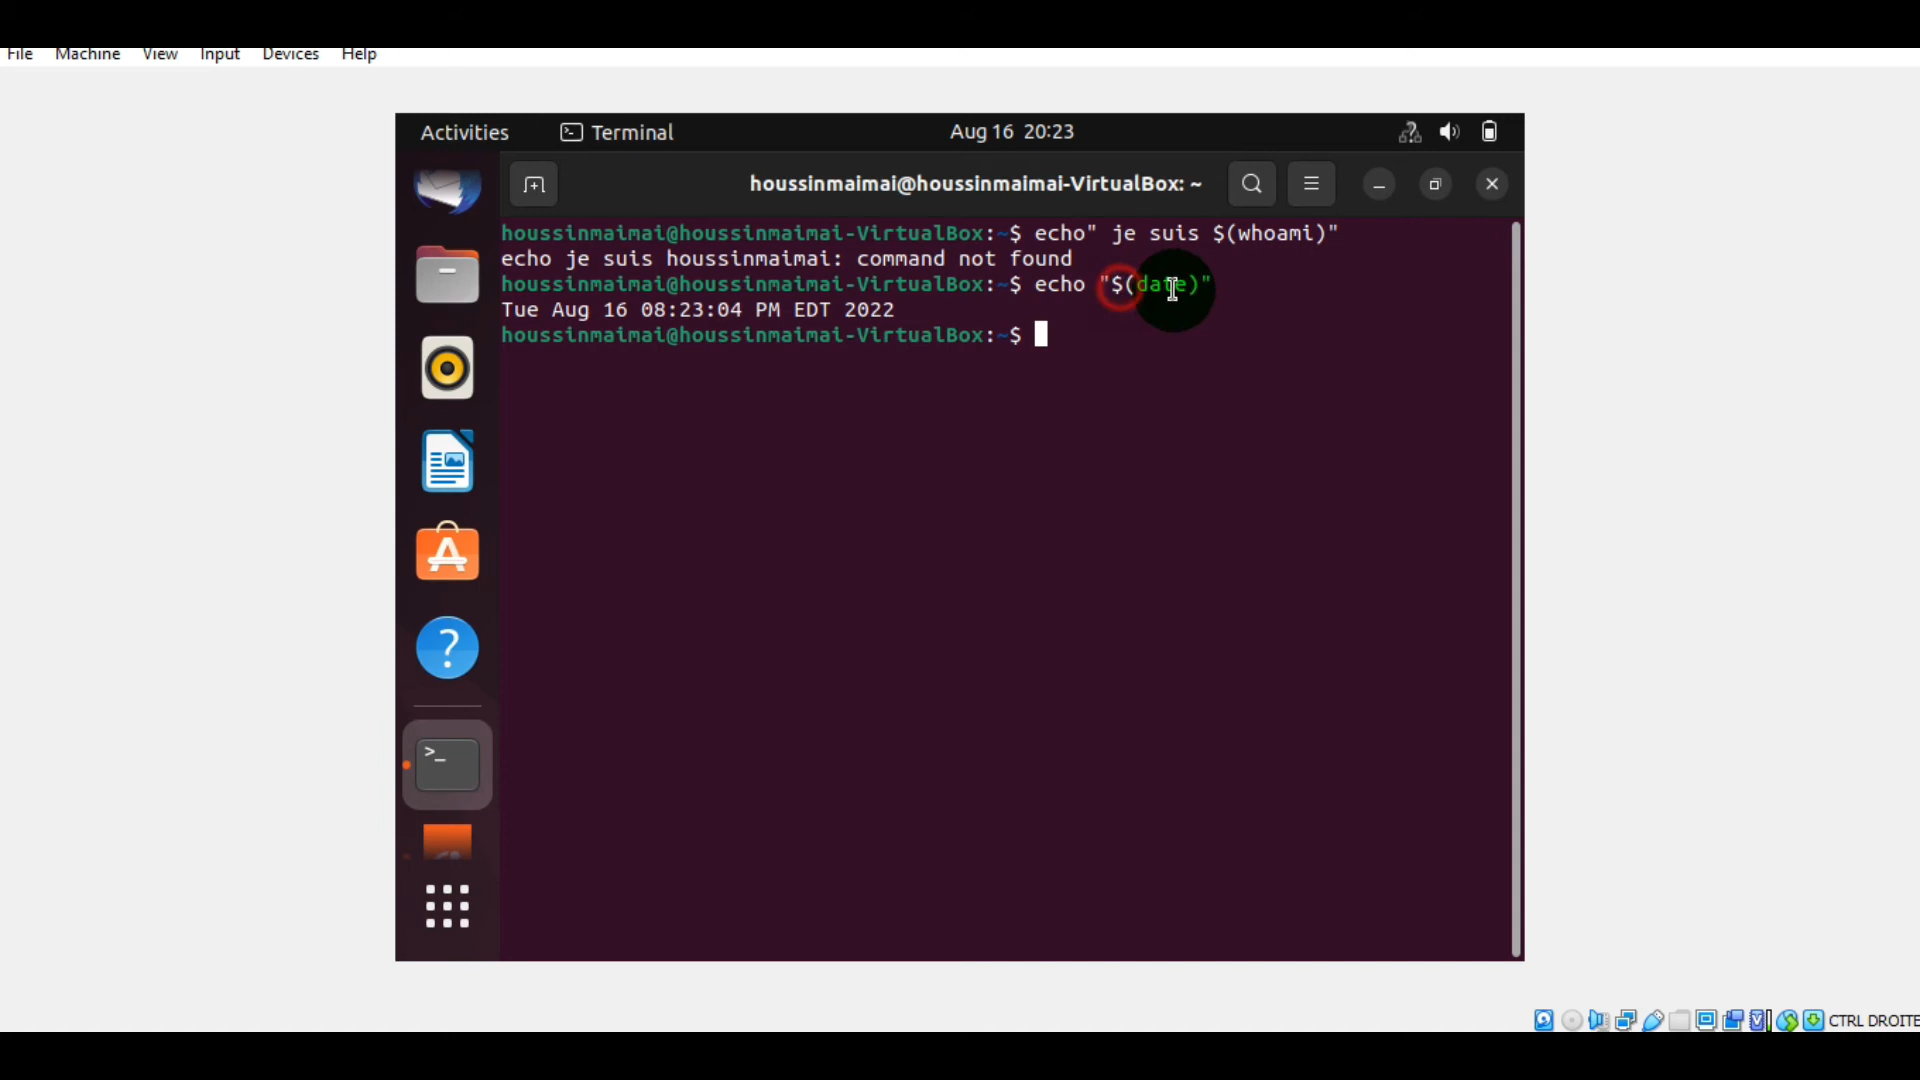 File Machine View Input Devices Help
Activities Terminal Aug 16 20:23
houssinmaimai@houssinmaimai-VirtualBox: ~
houssinmaimai@houssinmaimai-VirtualBox:~$ echo" je suis $(whoami)"
echo je suis houssinmaimai: command not found
houssinmaimai@houssinmaimai-VirtualBox:~$ echo "$(date)"
Tue Aug 16 08:23:04 PM EDT 2022
houssinmaimai@houssinmaimai-VirtualBox:~$
CTRL DROITE